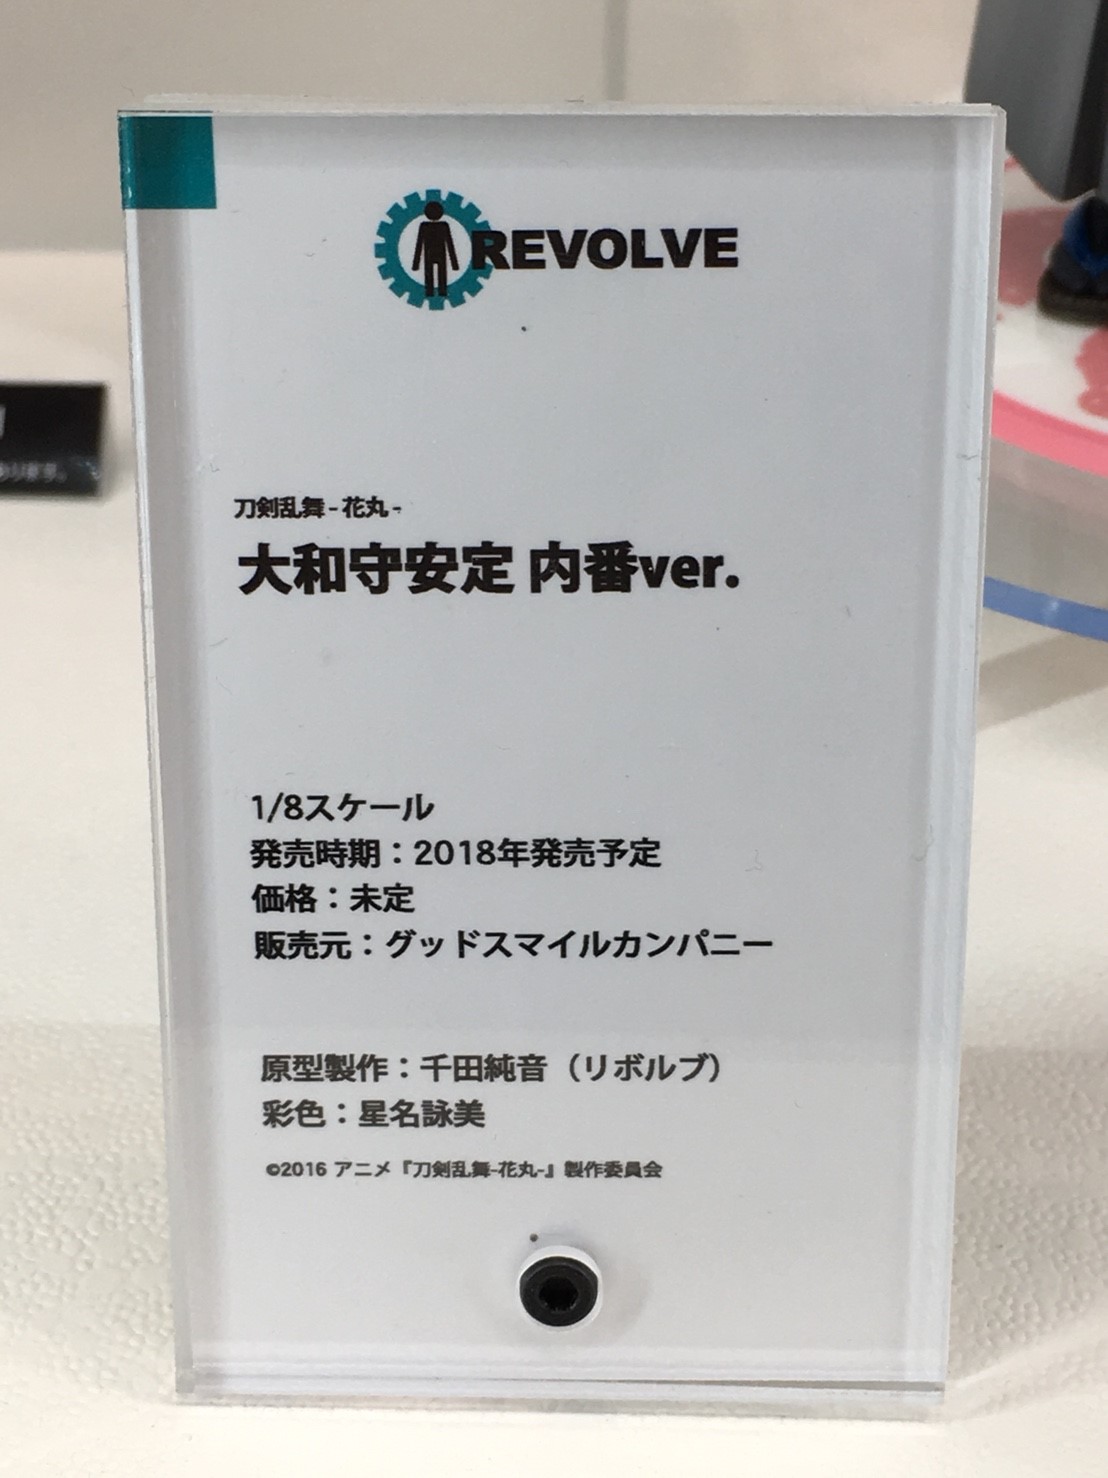 REVOLVE
刀剣乱舞-花丸-
大和守安定 内番ver.
1/8スケール
発売時期：2018年発売予定
価格：未定
販売元：グッドスマイルカンパニー
原型製作：千田純音（リボルブ）
彩色：星名詠美
©2016 アニメ『刀剣乱舞-花丸-』製作委員会
ります。